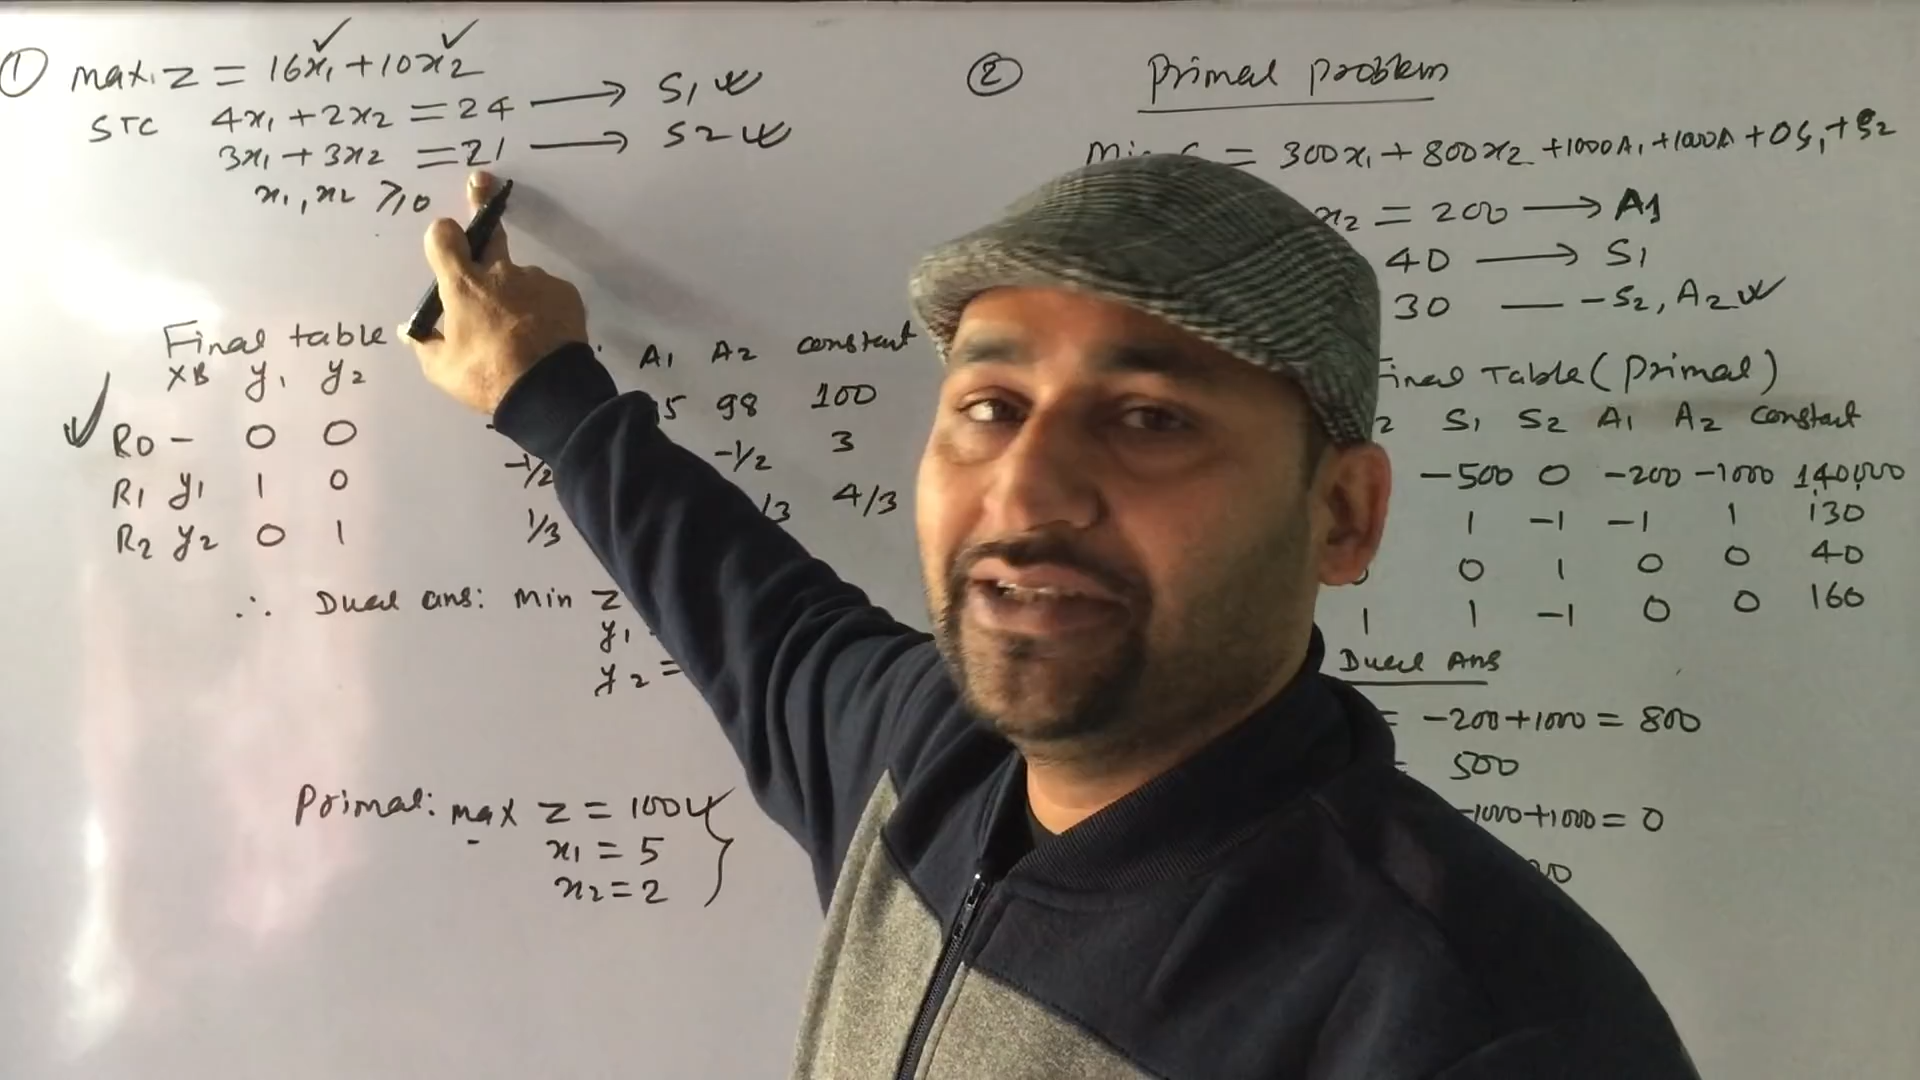 ① max. Z = 16x₁ + 10x₂
STC 4x₁ + 2x₂ = 24 → S₁
3x₁ + 3x₂ = 21 → S₂
x₁, x₂ ≥ 0
Final table
XB y₁ y₂ A₁ A₂ constant
R0 - 0 0 98 100
R1 y₁ 1 0 -1/2 -1/2 3
R2 y₂ 0 1 1/3 /3 4/3
∴ Dual ans: Min Z
y₁
y₂ =
Primal: max Z = 100
x₁ = 5
x₂ = 2
② Primal problem
= 300x₁ + 800x₂ + 1000A₁ + 1000A + 0S₁ + S₂
x₂ = 200 → A₁
40 → S₁
30 — -S₂, A₂
Final Table (Primal)
2 S₁ S₂ A₁ A₂ constant
-500 0 -200 -1000 140,000
1 -1 -1 1 130
0 1 0 0 40
1 1 -1 0 0 160
Dual Ans
= -200 + 1000 = 800
= 500
-1000 + 1000 = 0